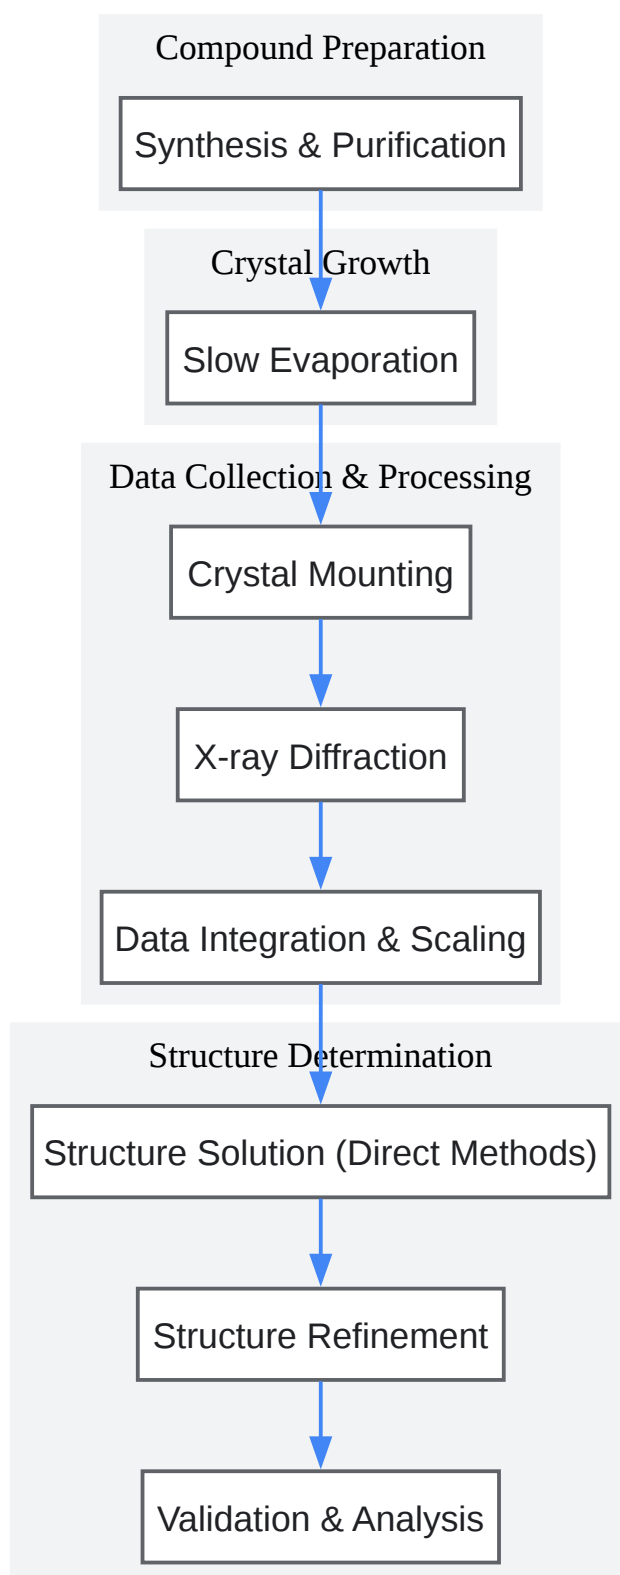 Compound Preparation
Synthesis & Purification
Crystal Growth
Slow Evaporation
Data Collection & Processing
Crystal Mounting
X-ray Diffraction
Data Integration & Scaling
Structure Determination
Structure Solution (Direct Methods)
Structure Refinement
Validation & Analysis